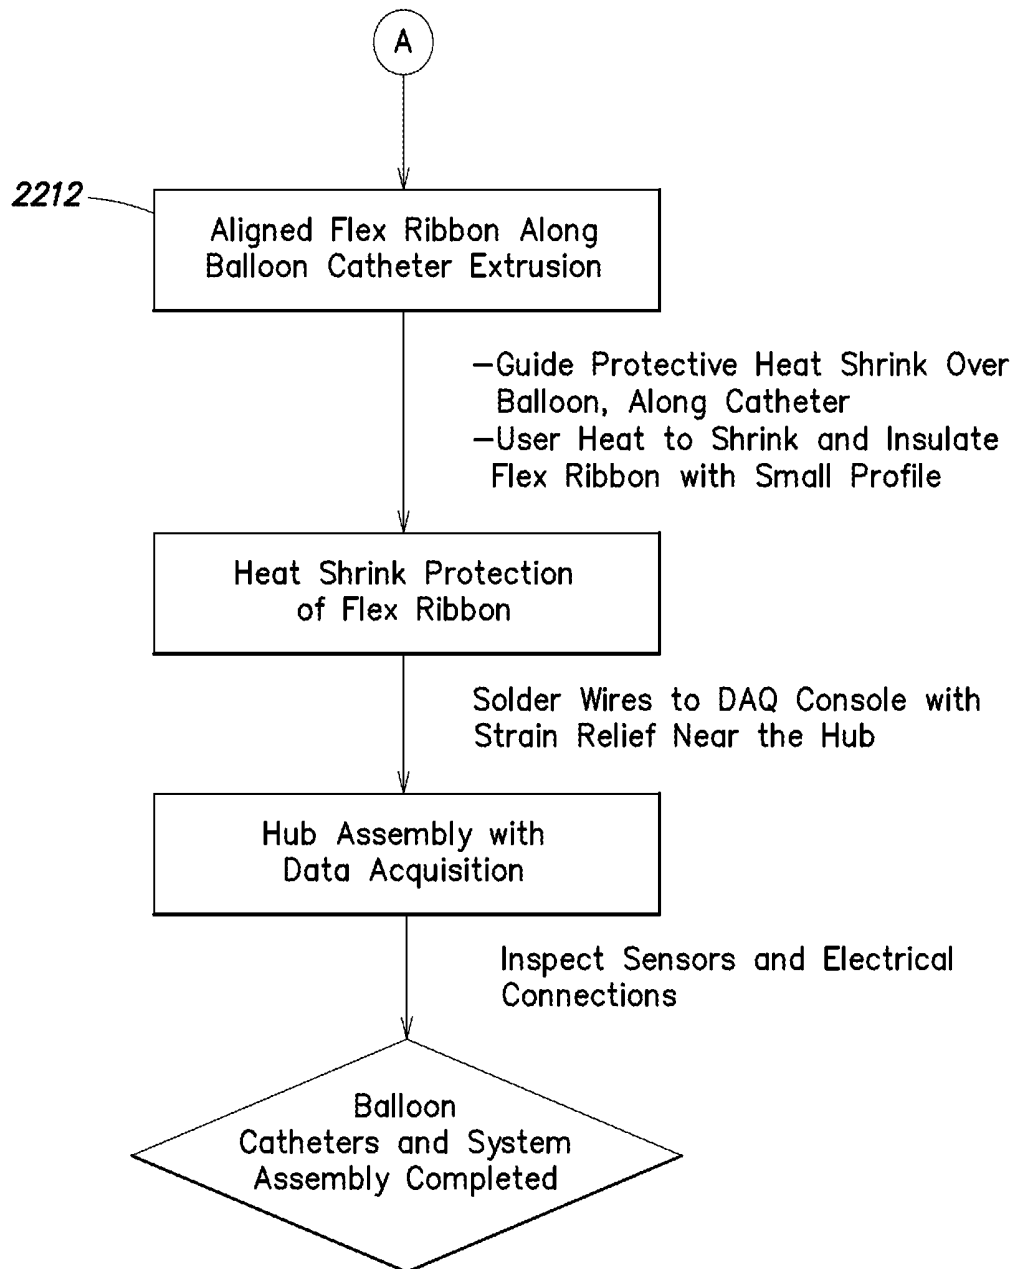 A
2212
Aligned Flex Ribbon Along
Balloon Catheter Extrusion
–Guide Protective Heat Shrink Over
Balloon, Along Catheter
–User Heat to Shrink and Insulate
Flex Ribbon with Small Profile
Heat Shrink Protection
of Flex Ribbon
Solder Wires to DAQ Console with
Strain Relief Near the Hub
Hub Assembly with
Data Acquisition
Inspect Sensors and Electrical
Connections
Balloon
Catheters and System
Assembly Completed